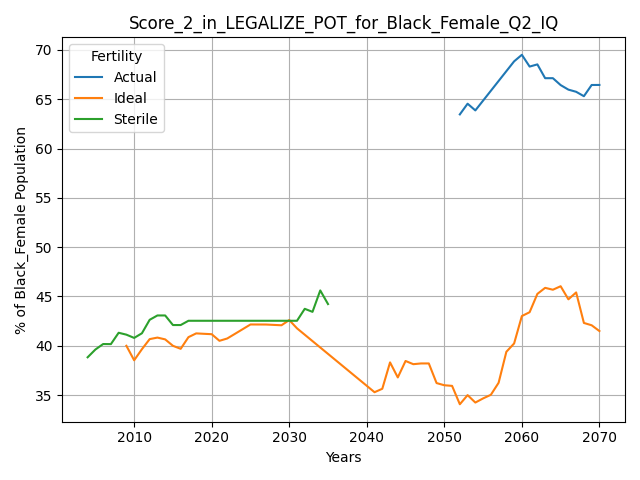 Score_2_in_LEGALIZE_POT_for_Black_Female_Q2_IQ
Fertility
Actual
Ideal
Sterile
% of Black_Female Population
70
65
60
55
50
45
40
35
2010
2020
2030
2040
2050
2060
2070
Years